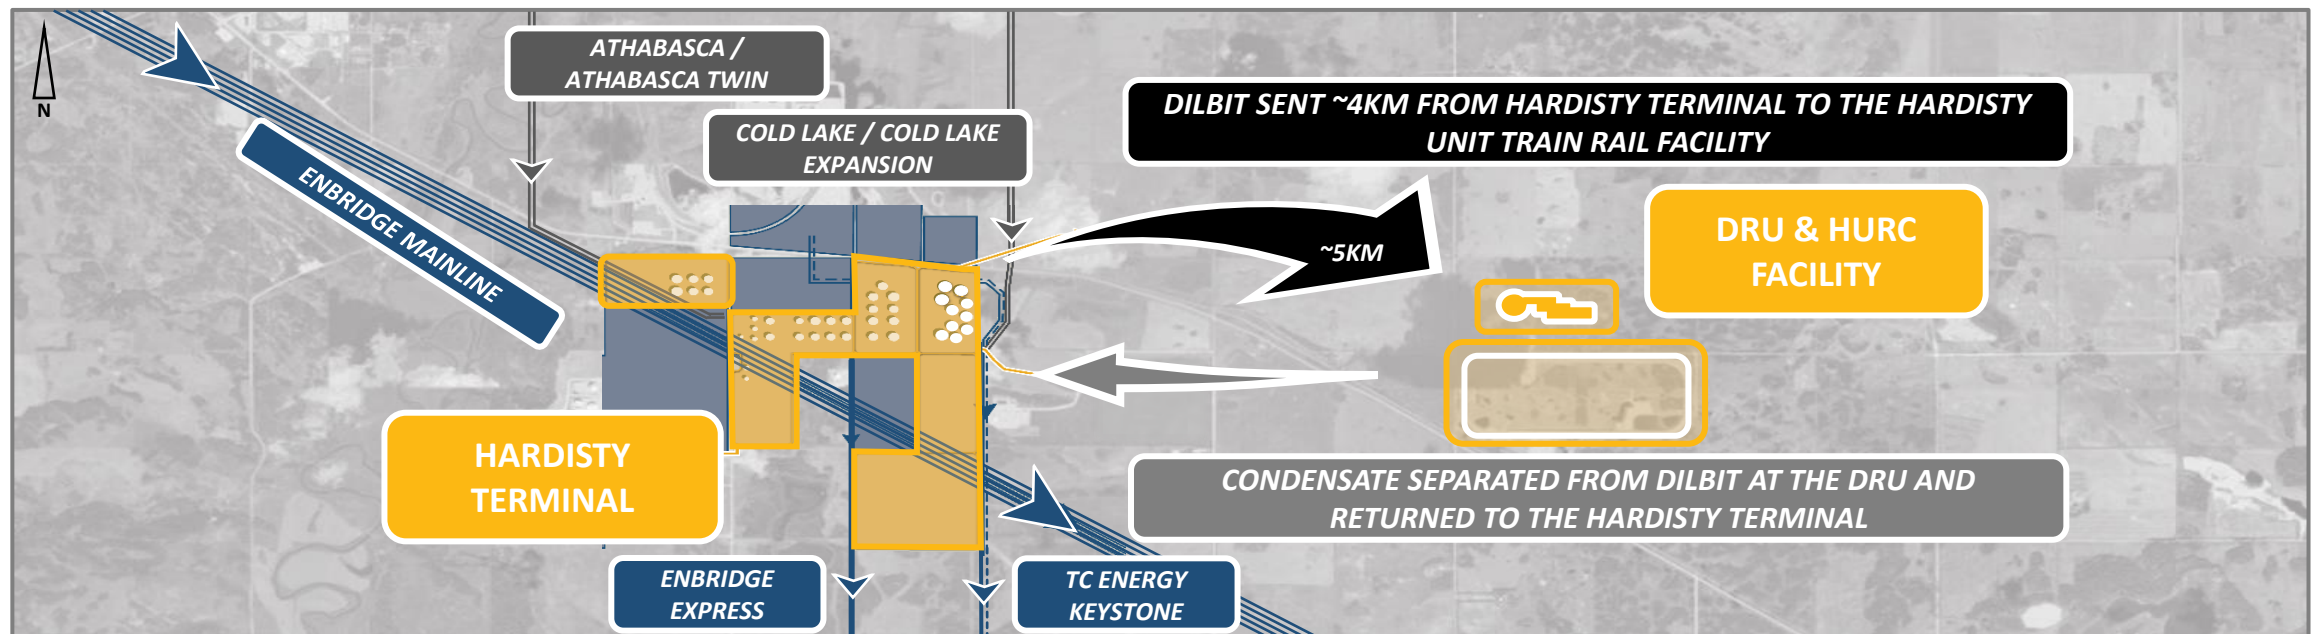 ATHABASCA /
ATHABASCA TWIN
N
COLD LAKE / COLD LAKE
EXPANSION
DILBIT SENT ~4KM FROM HARDISTY TERMINAL TO THE HARDISTY
UNIT TRAIN RAIL FACILITY
ENBRIDGE MAINLINE
~5KM
DRU & HURC
FACILITY
HARDISTY
TERMINAL
CONDENSATE SEPARATED FROM DILBIT AT THE DRU AND
RETURNED TO THE HARDISTY TERMINAL
ENBRIDGE
EXPRESS
TC ENERGY
KEYSTONE